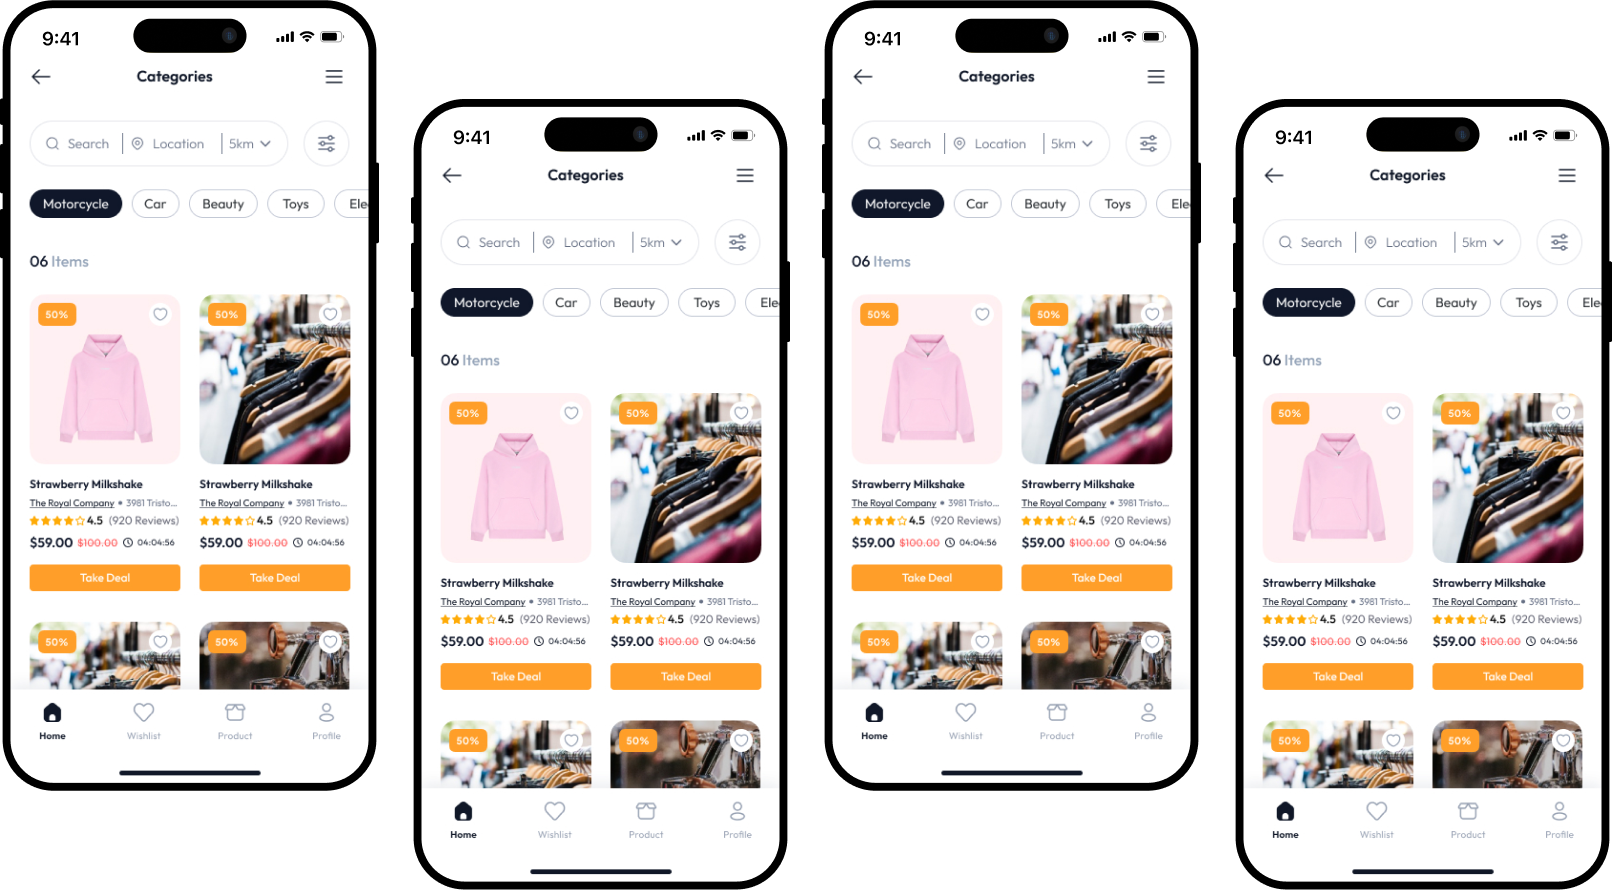 9:41
Categories
Search Location 5km
Motorcycle Car Beauty Toys Ele
06 Items
50% 50%
Strawberry Milkshake Strawberry Milkshake
The Royal Company • 3981 Tristo... The Royal Company • 3981 Tristo...
4.5 (920 Reviews) 4.5 (920 Reviews)
$59.00 $100.00 04:04:56 $59.00 $100.00 04:04:56
Take Deal Take Deal
50% 50%
Home Wishlist Product Profile
9:41
Categories
Search Location 5km
Motorcycle Car Beauty Toys Ele
06 Items
50% 50%
Strawberry Milkshake Strawberry Milkshake
The Royal Company • 3981 Tristo... The Royal Company • 3981 Tristo...
4.5 (920 Reviews) 4.5 (920 Reviews)
$59.00 $100.00 04:04:56 $59.00 $100.00 04:04:56
Take Deal Take Deal
50% 50%
Home Wishlist Product Profile
9:41
Categories
Search Location 5km
Motorcycle Car Beauty Toys Ele
06 Items
50% 50%
Strawberry Milkshake Strawberry Milkshake
The Royal Company • 3981 Tristo... The Royal Company • 3981 Tristo...
4.5 (920 Reviews) 4.5 (920 Reviews)
$59.00 $100.00 04:04:56 $59.00 $100.00 04:04:56
Take Deal Take Deal
50% 50%
Home Wishlist Product Profile
9:41
Categories
Search Location 5km
Motorcycle Car Beauty Toys Ele
06 Items
50% 50%
Strawberry Milkshake Strawberry Milkshake
The Royal Company • 3981 Tristo... The Royal Company • 3981 Tristo...
4.5 (920 Reviews) 4.5 (920 Reviews)
$59.00 $100.00 04:04:56 $59.00 $100.00 04:04:56
Take Deal Take Deal
50% 50%
Home Wishlist Product Profile